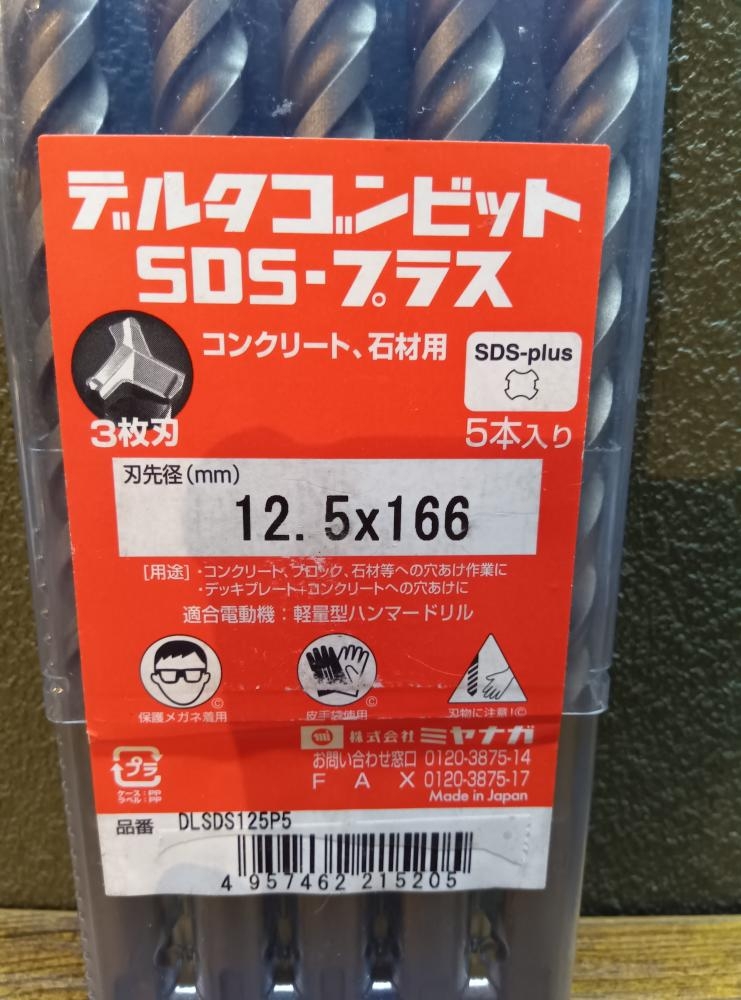 デルタゴンビット
SDS-プラス
コンクリート、石材用
SDS-plus
3枚刃
5本入り
刃先径(mm)
12.5x166
[用途]・コンクリート、ブロック、石材等への穴あけ作業に
・デッキプレート+コンクリートへの穴あけに
適合電動機:軽量型ハンマードリル
保護メガネ着用
皮手袋使用
刃物に注意!©
株式会社ミヤナガ
お問い合わせ窓口 0120-3875-14
FAX 0120-3875-17
Made in Japan
プラ
ケース:PP
ラベル:PP
品番 DLSDS125P5
4 957462 215205